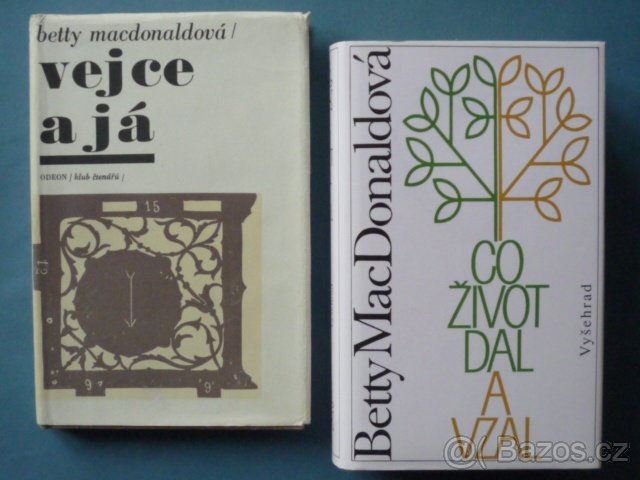 betty macdonaldová/
vejce
a já
ODEON / klub čtenářů /
15
12
6
9.
Betty MacDonaldová
CO
ŽIVOT
DAL
A
VZAL
Vyšehrad
Bazos.cz